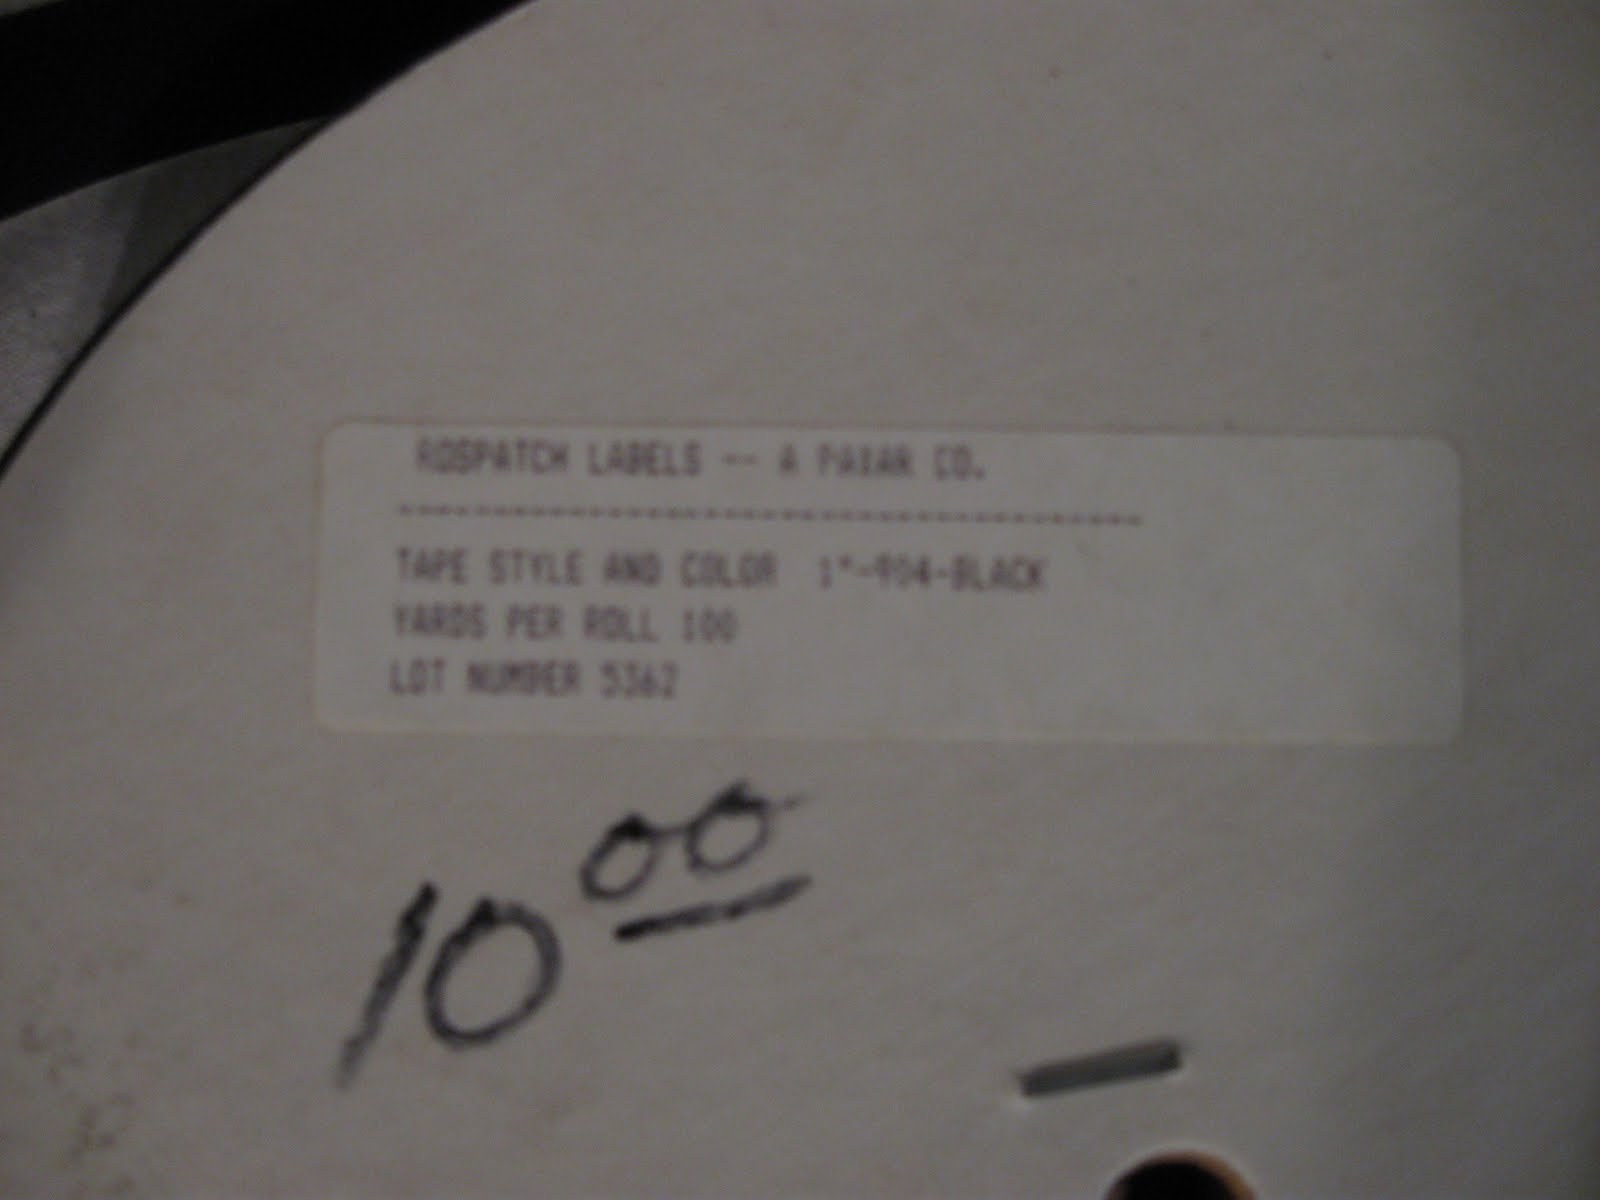 ROSPATCH LABELS -- A PAXAR CO.
---------------------------------------
TAPE STYLE AND COLOR 1"-904-BLACK
YARDS PER ROLL 100
LOT NUMBER 5362
10 00